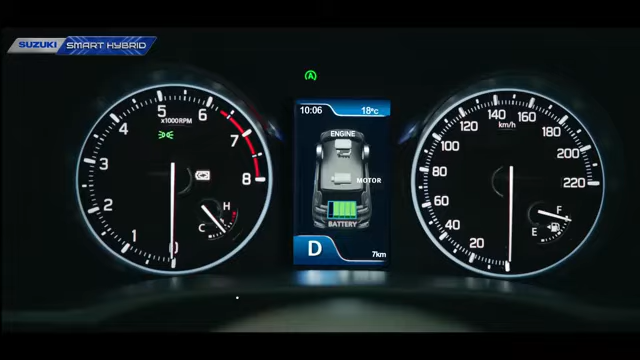 SUZUKI SMART HYBRID
A
10:06 18°C
5
x1000RPM
6
4
7
3
8
2
1
0
H
C
ENGINE
MOTOR
BATTERY
D
7km
140 160
km/h
120 180
100 200
80 220
60
40
20
F
E